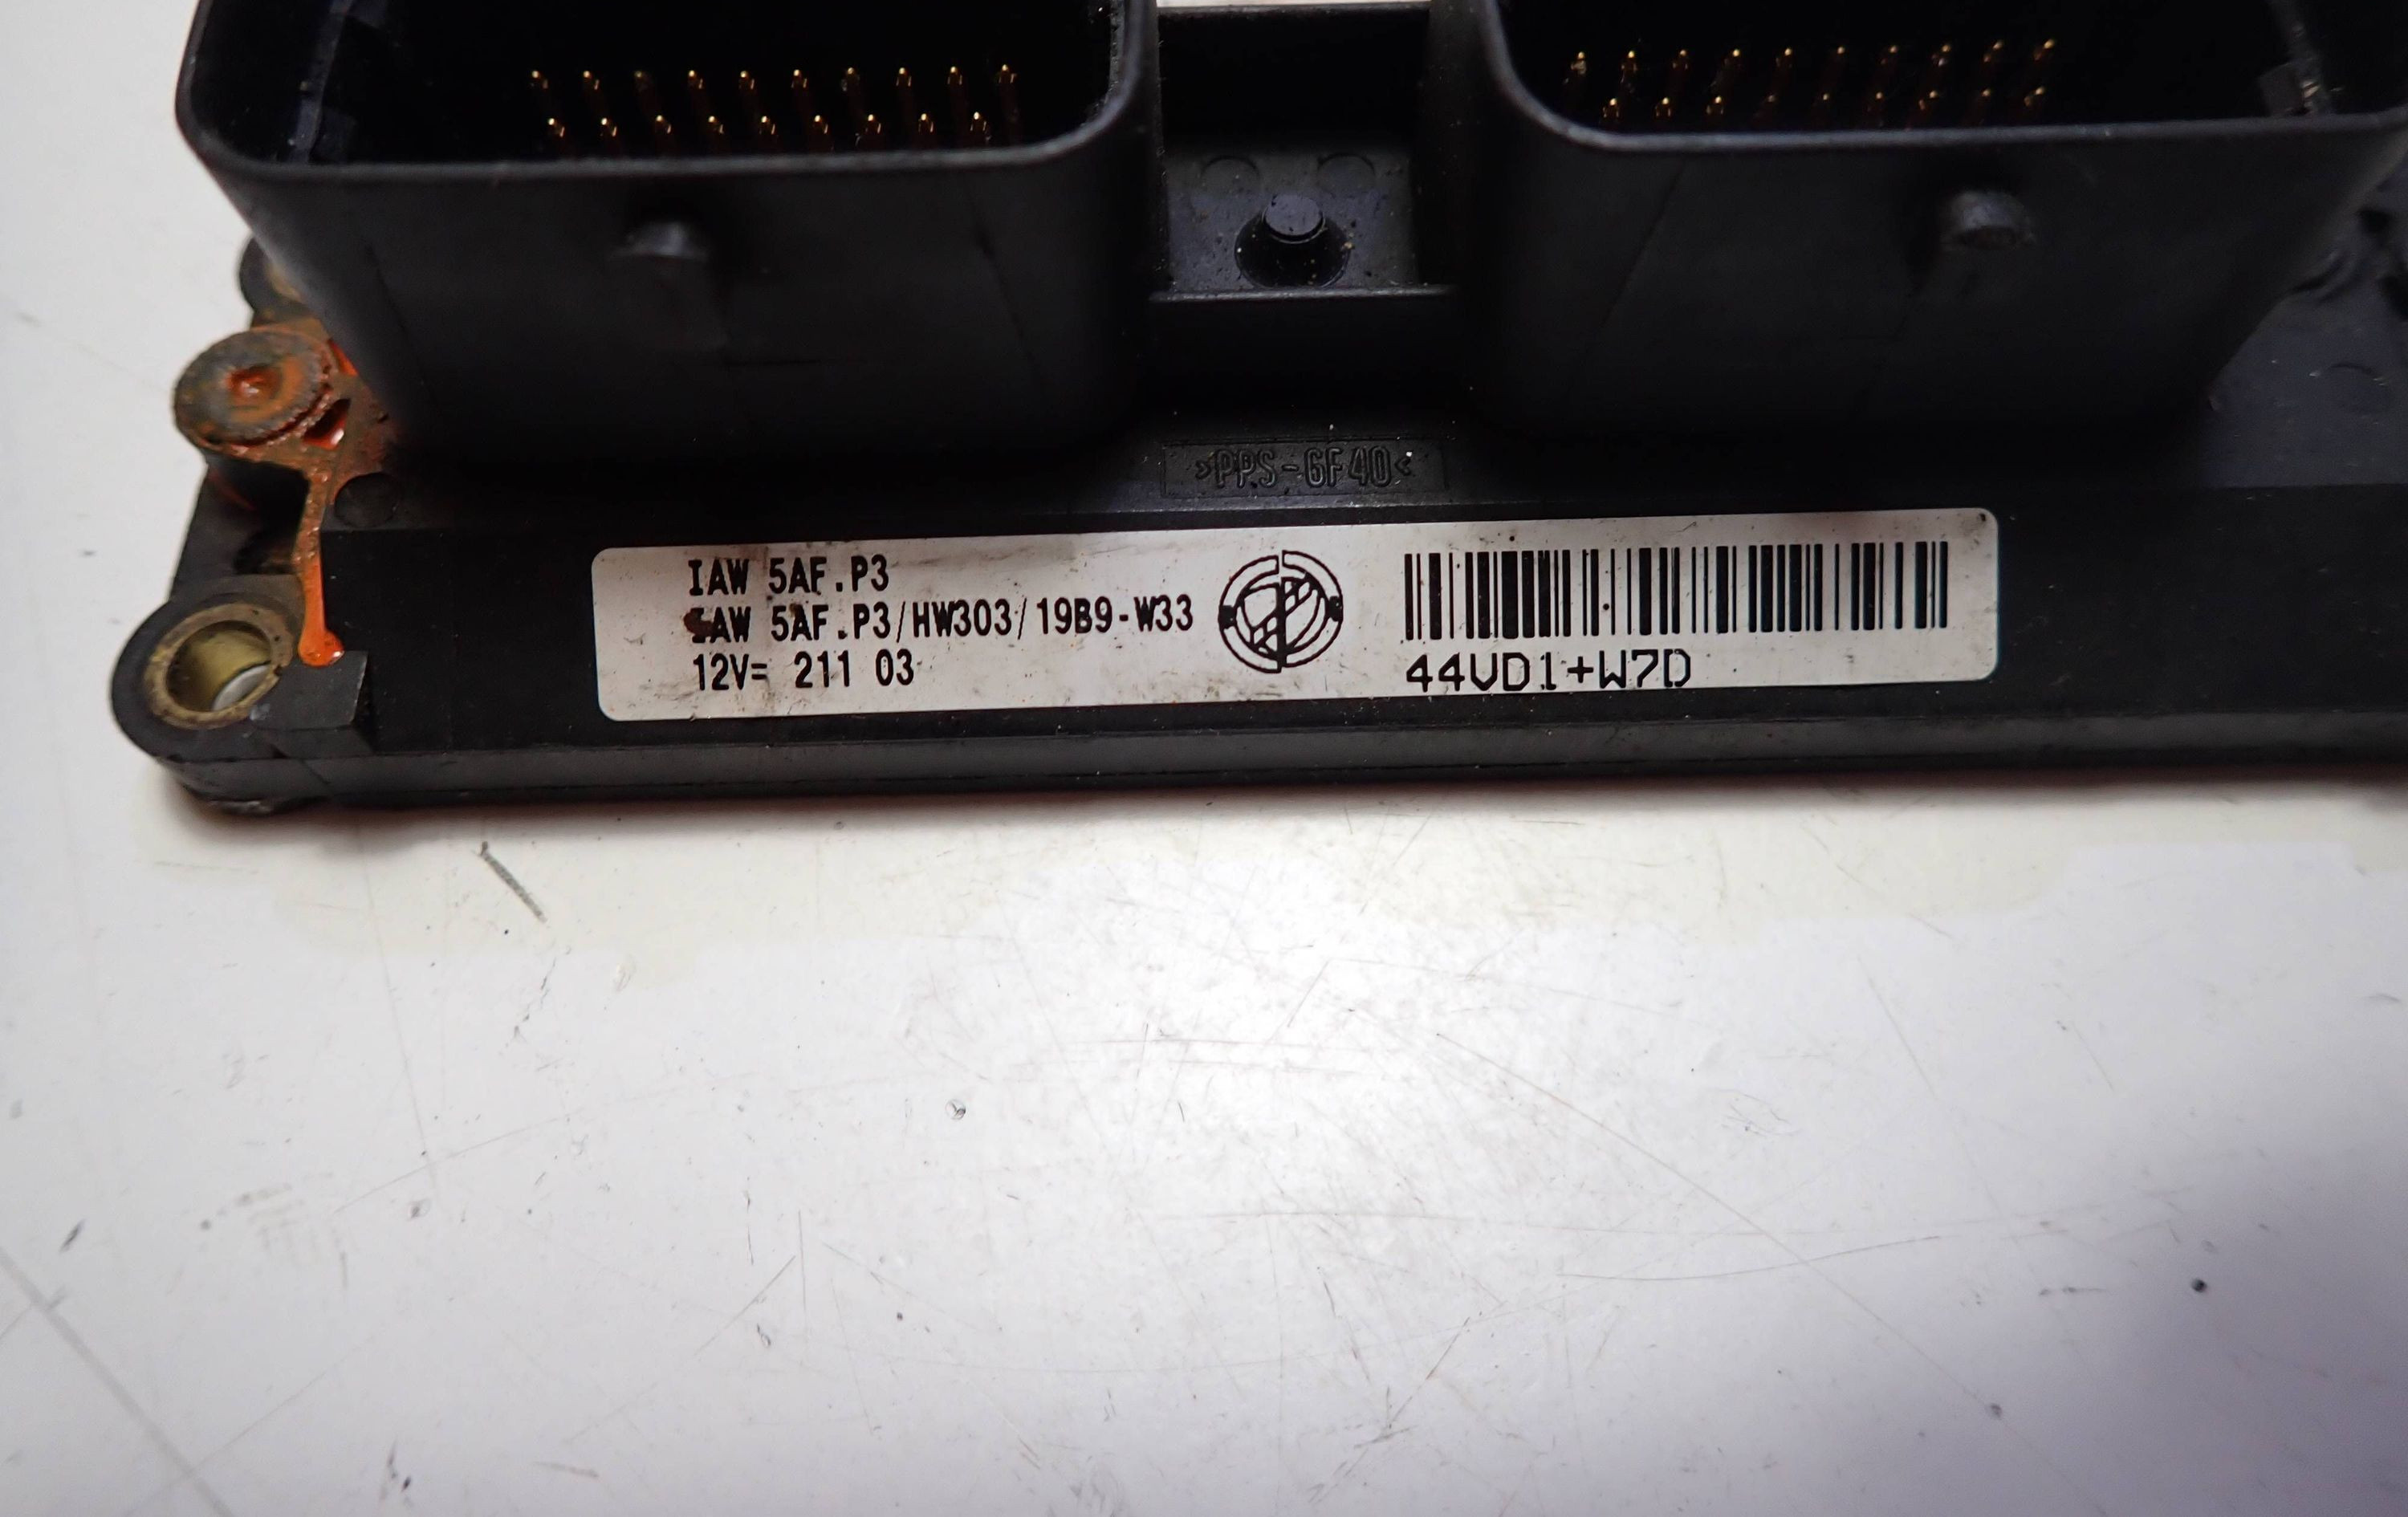 >PPS-GF40<
IAW 5AF.P3
IAW 5AF.P3/HW303/19B9-W33
12V= 211 03
44VD1+W7D